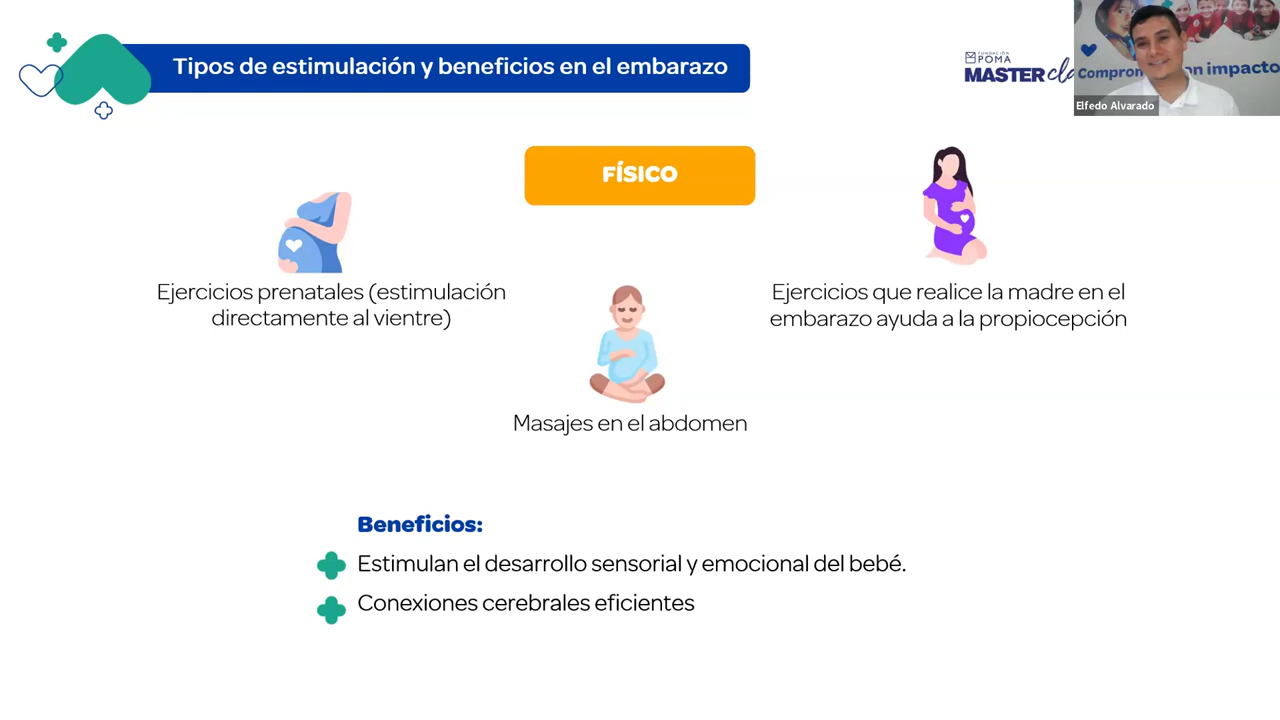 Tipos de estimulación y beneficios en el embarazo
FUNDACIÓN
POMA
MASTER
con impacto
Elfedo Alvarado
FÍSICO
Ejercicios prenatales (estimulación
directamente al vientre)
Ejercicios que realice la madre en el
embarazo ayuda a la propiocepción
Masajes en el abdomen
Beneficios:
Estimulan el desarrollo sensorial y emocional del bebé.
Conexiones cerebrales eficientes